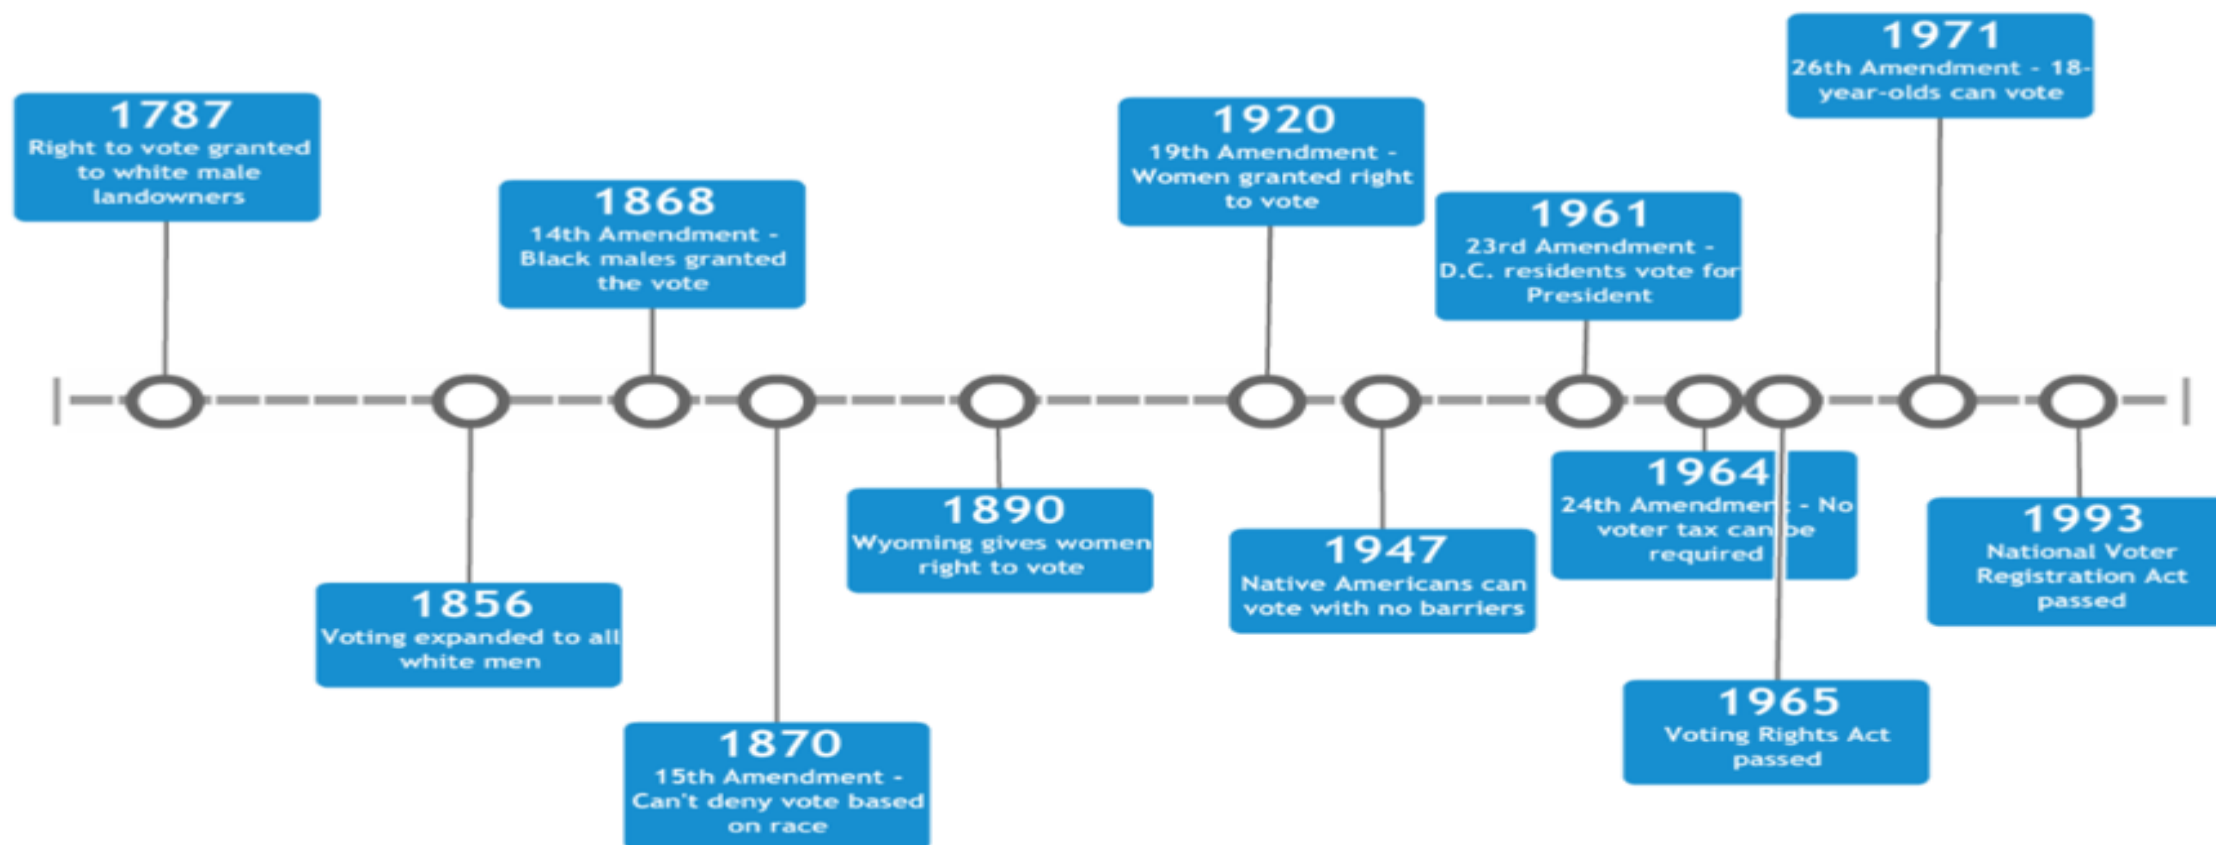 1787
Right to vote granted
to white male
landowners
1856
Voting expanded to all
white men
1868
14th Amendment -
Black males granted
the vote
1870
15th Amendment -
Can't deny vote based
on race
1890
Wyoming gives women
right to vote
1920
19th Amendment -
Women granted right
to vote
1947
Native Americans can
vote with no barriers
1961
23rd Amendment -
D.C. residents vote for
President
1964
24th Amendment - No
voter tax can be
required
1965
Voting Rights Act
passed
1971
26th Amendment - 18-
year-olds can vote
1993
National Voter
Registration Act
passed